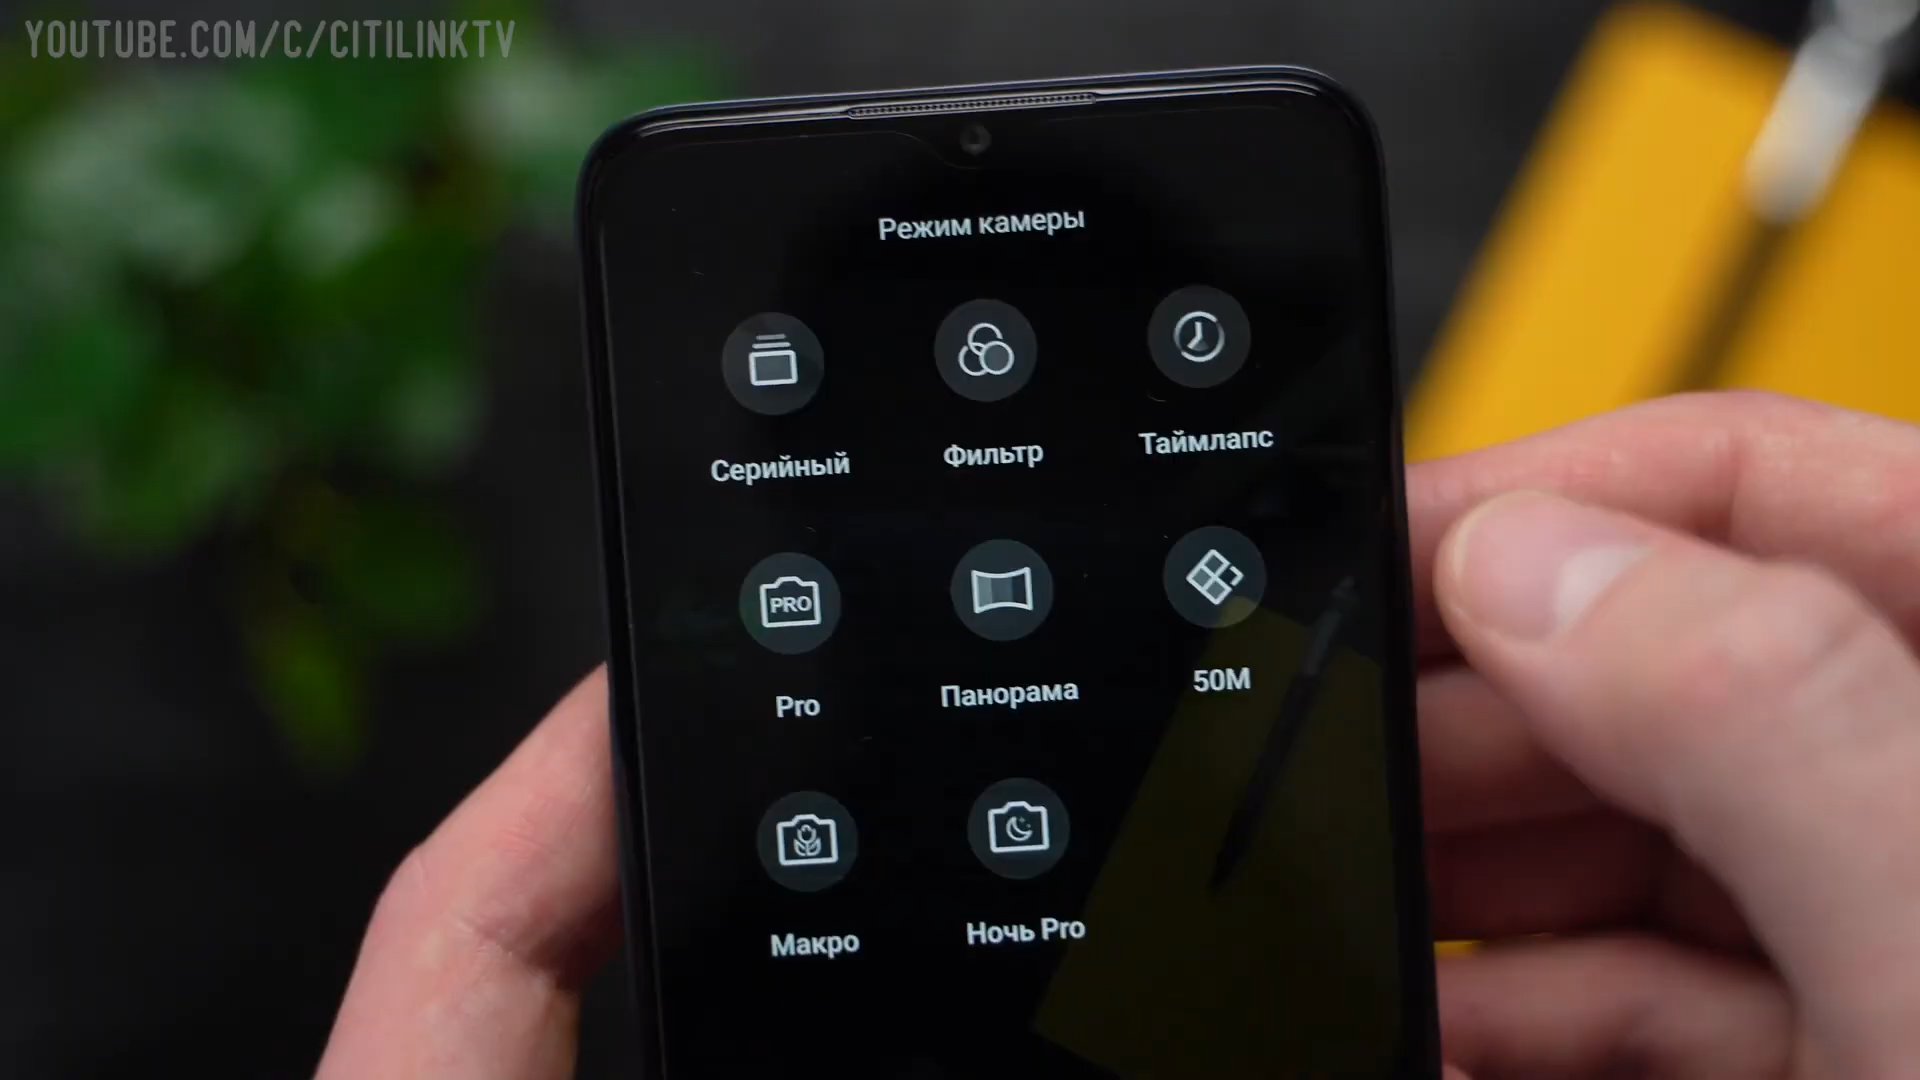 YOUTUBE.COM/C/CITILINKTV
Режим камеры
Серийный
Фильтр
Таймлапс
PRO
Pro
Панорама
50M
Макро
Ночь Pro